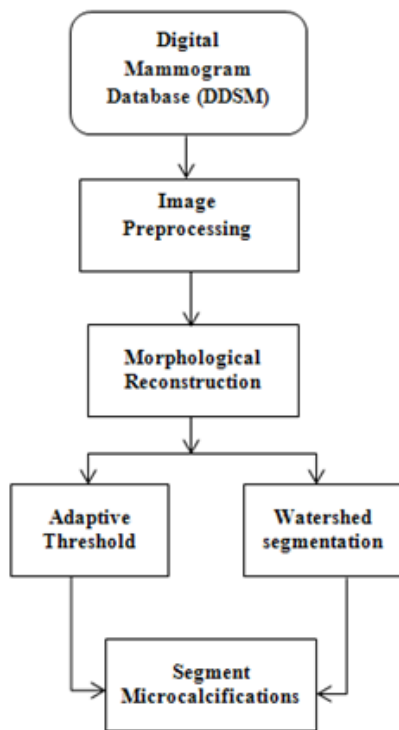 Digital
Mammogram
Database (DDSM)
Image
Preprocessing
Morphological
Reconstruction
Adaptive
Threshold
Watershed
segmentation
Segment
Microcalcifications